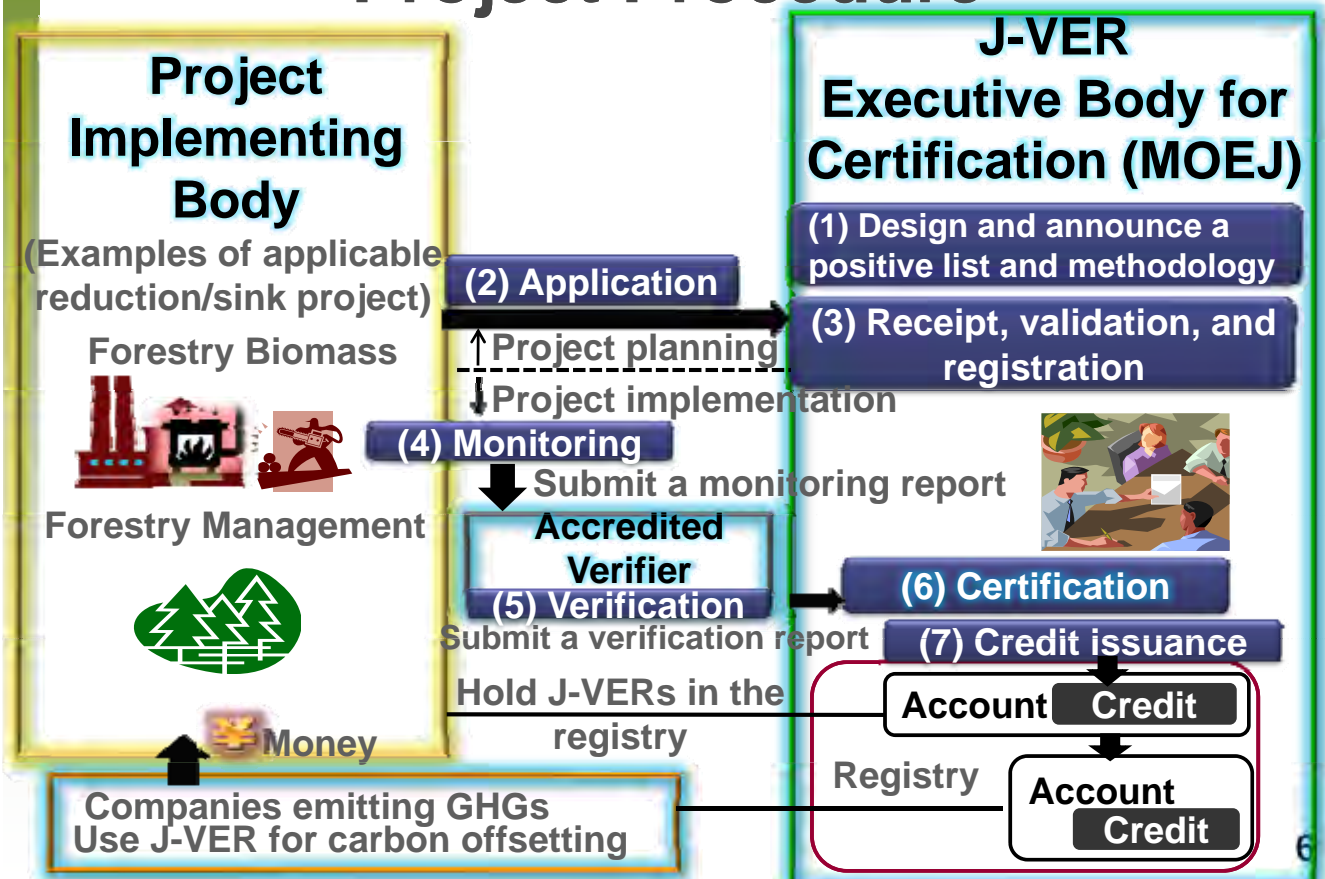 Project Procedure
Project
Implementing
Body
(Examples of applicable
reduction/sink project)
Forestry Biomass
Forestry Management
¥Money
Companies emitting GHGs
Use J-VER for carbon offsetting
(2) Application
Project planning
Project implementation
(4) Monitoring
Submit a monitoring report
Accredited
Verifier
(5) Verification
Submit a verification report
Hold J-VERs in the
registry
J-VER
Executive Body for
Certification (MOEJ)
(1) Design and announce a
positive list and methodology
(3) Receipt, validation, and
registration
(6) Certification
(7) Credit issuance
Account Credit
Registry
Account
Credit
6